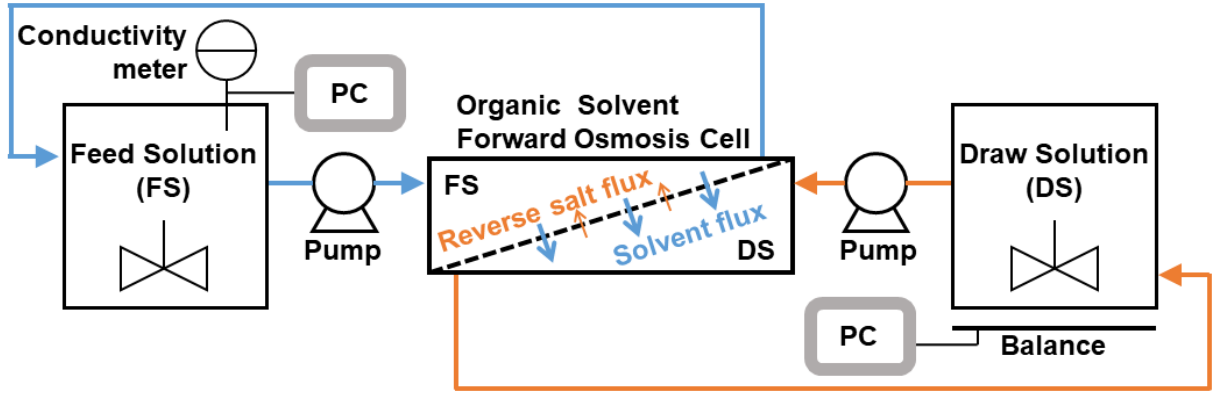 Conductivity
meter
PC
Feed Solution
(FS)
Pump
Organic Solvent
Forward Osmosis Cell
FS
Reverse salt flux
Solvent flux
DS
Pump
Draw Solution
(DS)
PC
Balance